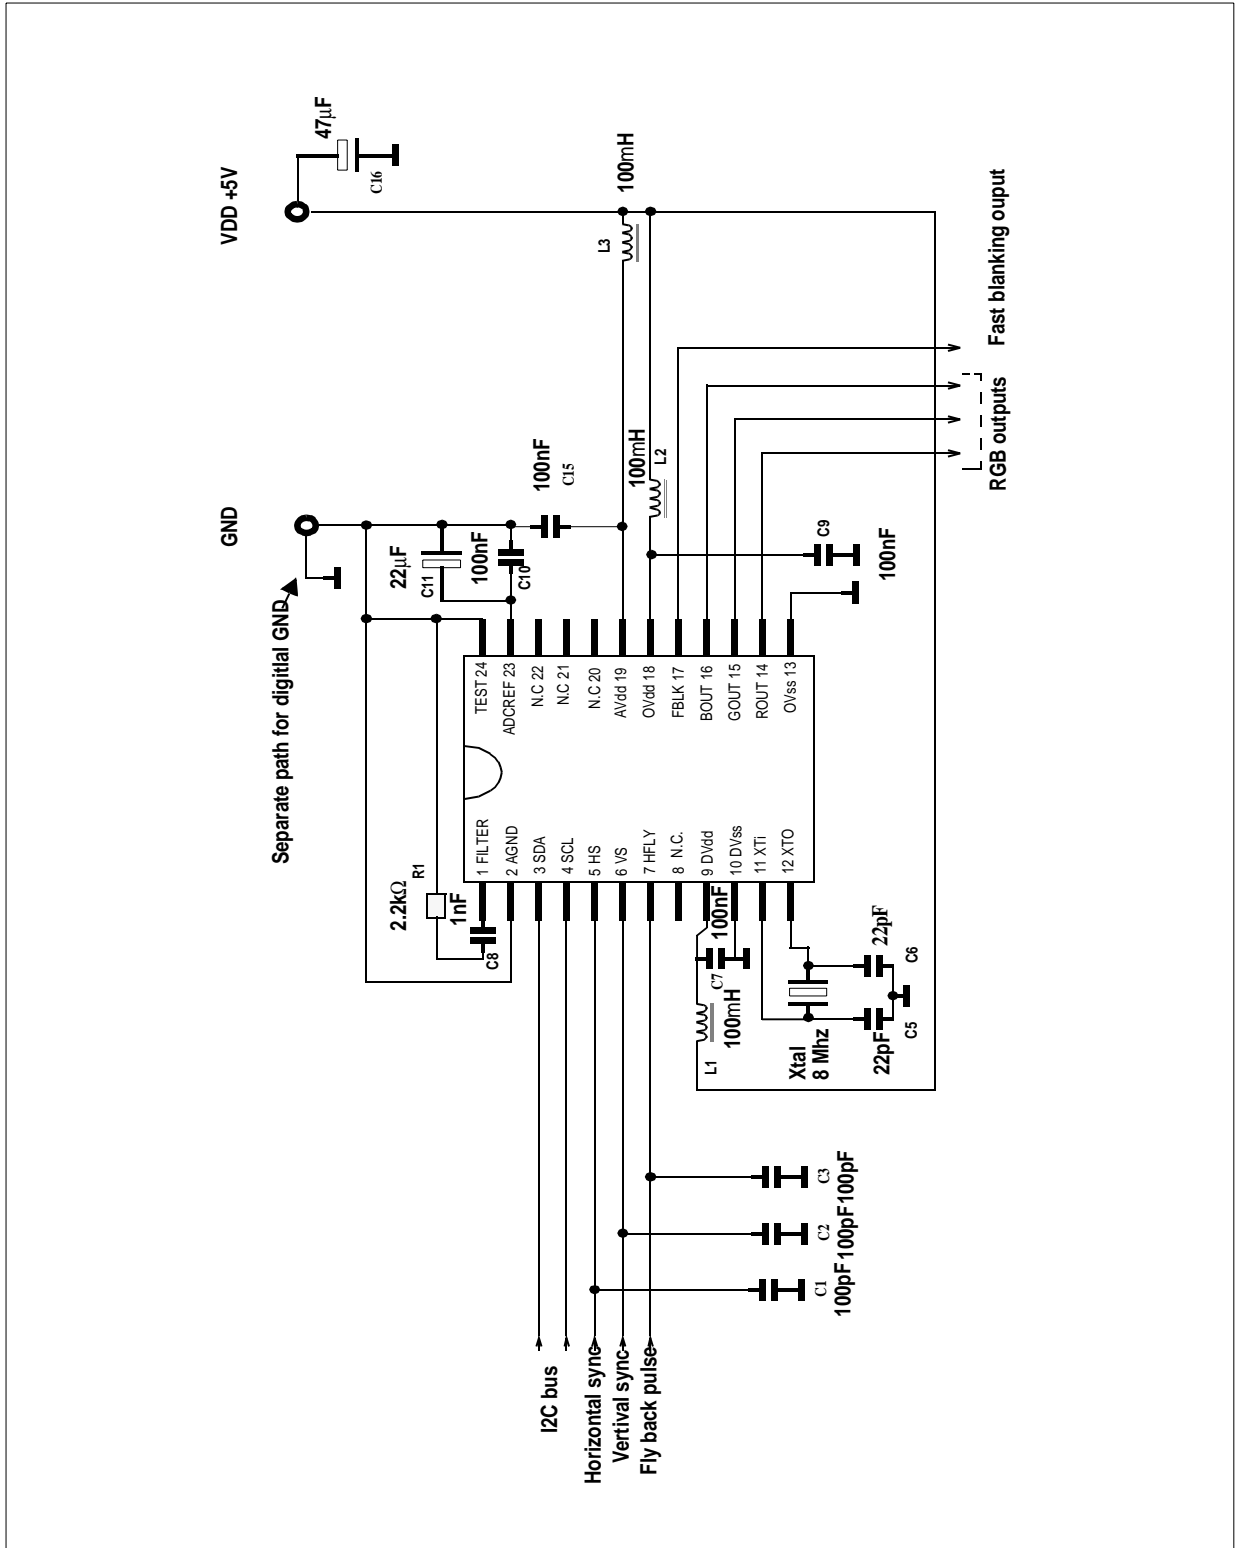 VDD +5V
47μF
C16
GND
Separate path for digitial GND
100mH
L3
100nF
C15
22μF
C11
100nF
C10
100mH
L2
C9
100nF
Fast blanking ouput
RGB outputs
TEST 24
ADCREF 23
N.C 22
N.C 21
N.C 20
AVdd 19
OVdd 18
FBLK 17
BOUT 16
GOUT 15
ROUT 14
OVss 13
1 FILTER
2 AGND
3 SDA
4 SCL
5 HS
6 VS
7 HFLY
8 N.C.
9 DVdd
10 DVss
11 XTi
12 XTO
2.2kΩ
R1
1nF
C8
100nF
C7
100mH
L1
Xtal
8 Mhz
22pF
C6
22pF
C5
C3
100pF
C2
100pF
C1
100pF
I2C bus
Horizontal sync
Vertival sync
Fly back pulse